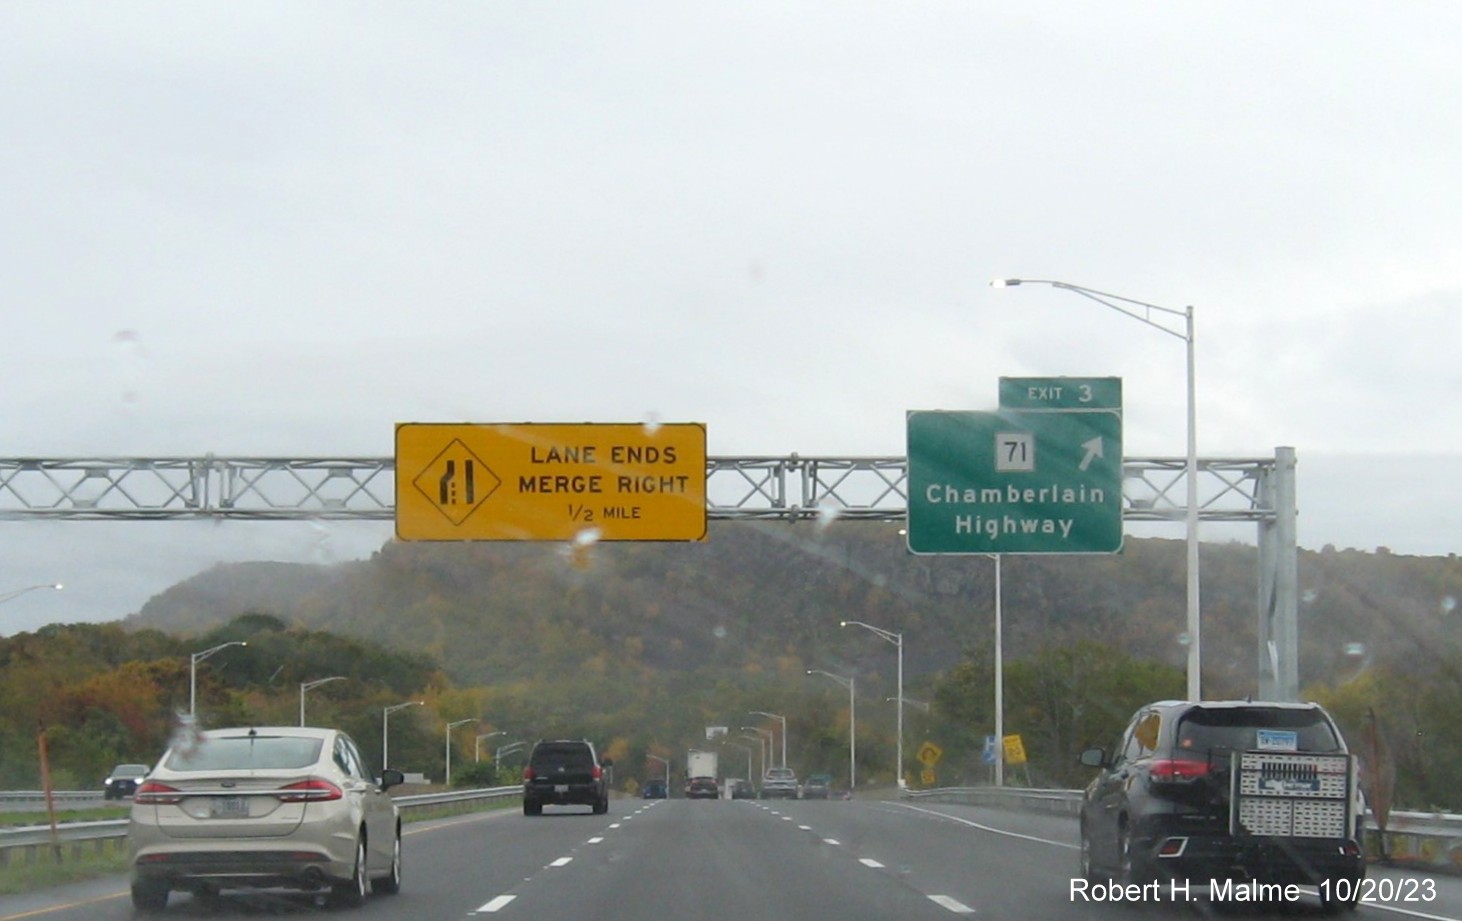 LANE ENDS
MERGE RIGHT
1/2 MILE
EXIT 3
71
Chamberlain
Highway
Robert H. Malme 10/20/23